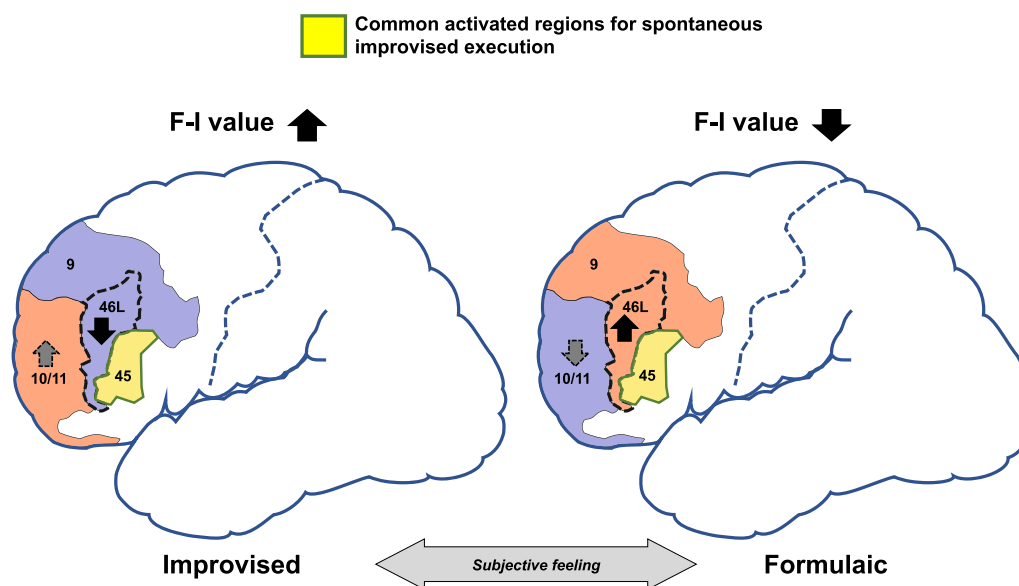 Common activated regions for spontaneous
improvised execution
F-I value
F-I value
9
46L
10/11
45
9
46L
10/11
45
Improvised
Subjective feeling
Formulaic